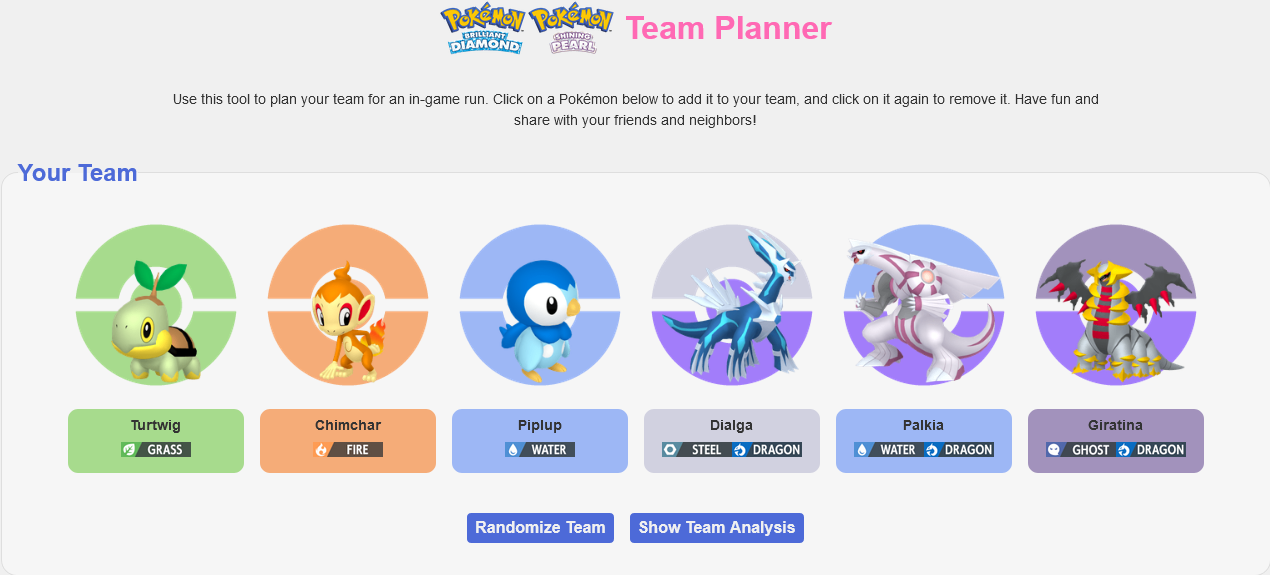 POKéMON BRILLIANT DIAMOND POKéMON SHINING PEARL Team Planner
Use this tool to plan your team for an in-game run. Click on a Pokémon below to add it to your team, and click on it again to remove it. Have fun and
share with your friends and neighbors!
Your Team
Turtwig Chimchar Piplup Dialga Palkia Giratina
GRASS FIRE WATER STEEL DRAGON WATER DRAGON GHOST DRAGON
Randomize Team Show Team Analysis